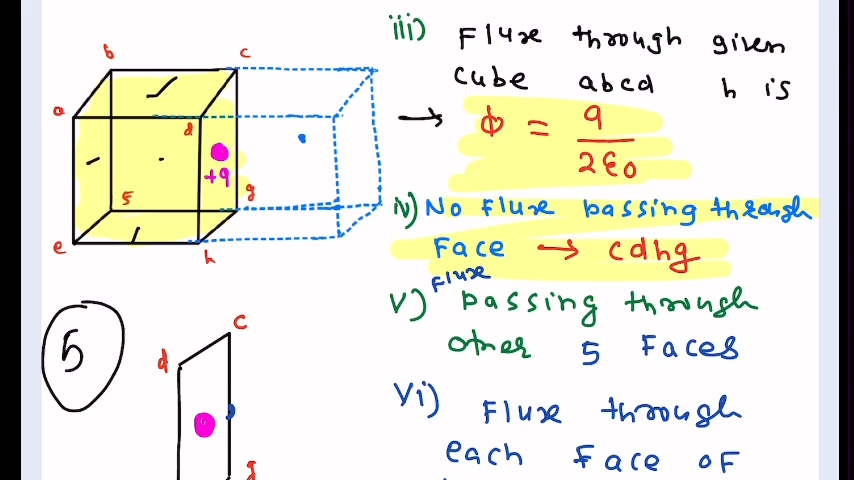 b
c
a
d
+q
5
g
e
h
iii) Flux through given
cube abcd h is
→ ϕ = q / 2ε0
iv) No Flux passing through
Face → cdhg
Flux
v) passing through
other 5 Faces
vi) Flux through
each Face of
5
c
d
g